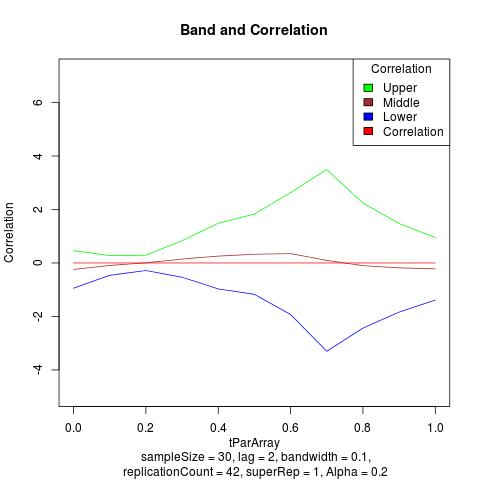 Band and Correlation
Correlation
Upper
Middle
Lower
Correlation
Correlation
6
4
2
0
-2
-4
0.0 0.2 0.4 0.6 0.8 1.0
tParArray
sampleSize = 30, lag = 2, bandwidth = 0.1,
replicationCount = 42, superRep = 1, Alpha = 0.2